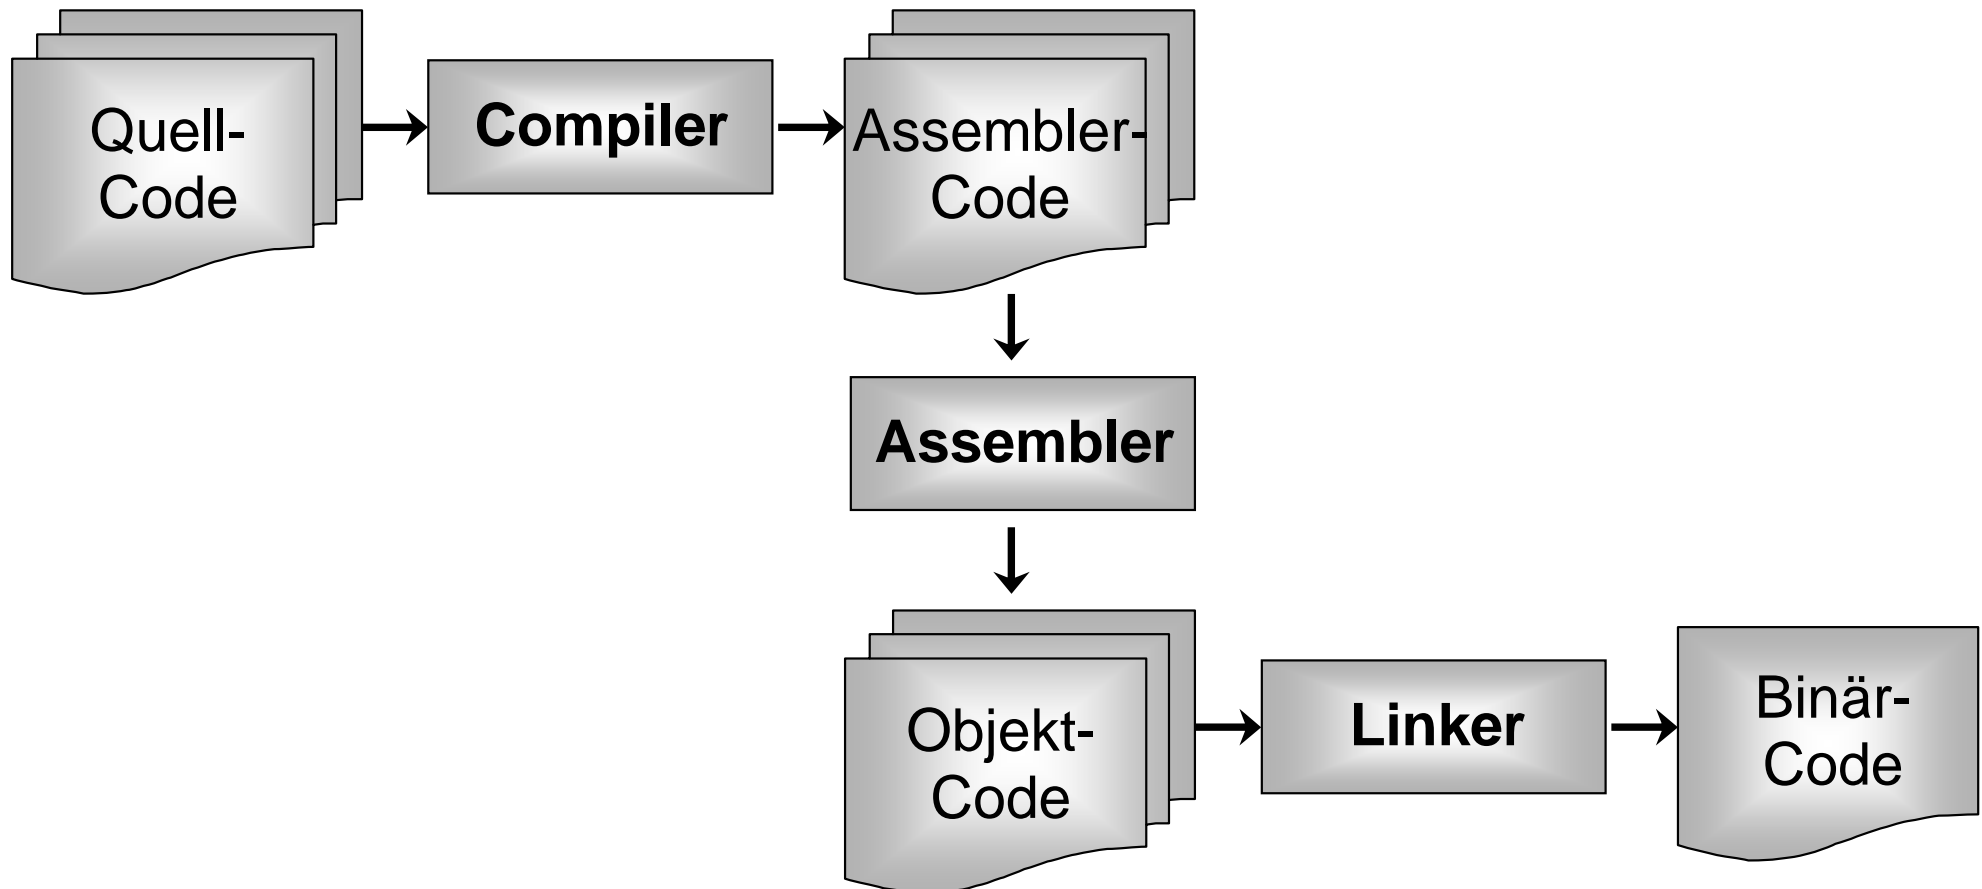 Quell-
Code
Compiler
Assembler-
Code
Assembler
Objekt-
Code
Linker
Binär-
Code